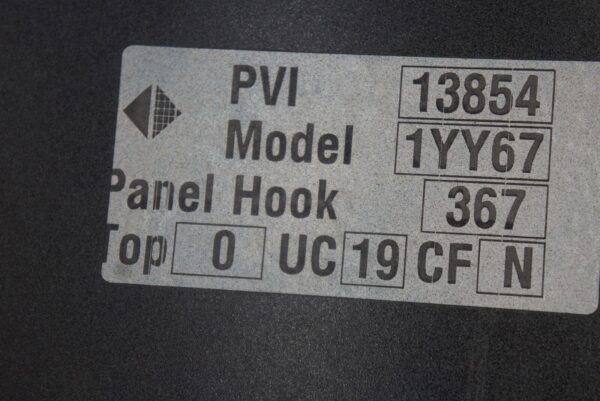 PVI 13854
Model 1YY67
Panel Hook 367
Top 0 UC 19 CF N